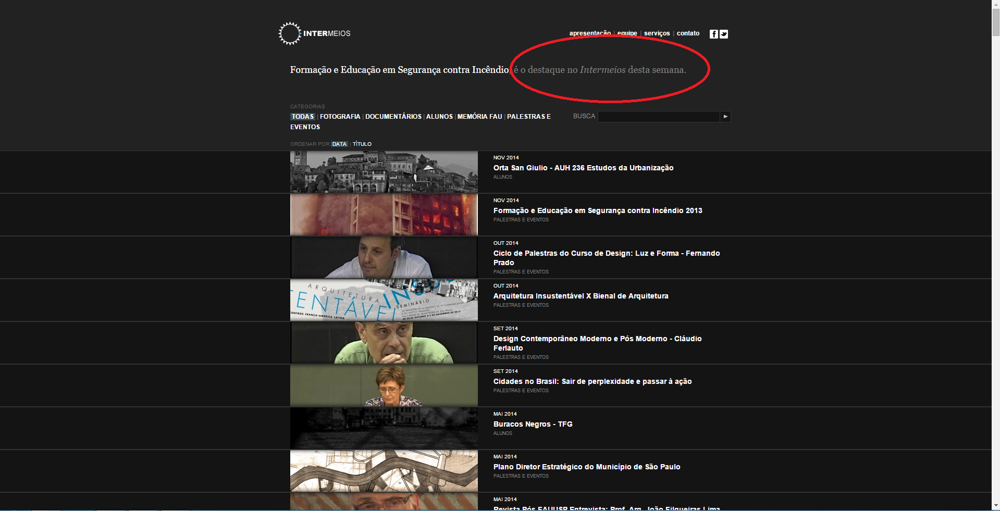 INTERMEIOS
apresentação | equipe | serviços | contato
Formação e Educação em Segurança contra Incêndio é o destaque no Intermeios desta semana.
CATEGORIAS
TODAS | FOTOGRAFIA | DOCUMENTÁRIOS | ALUNOS | MEMÓRIA FAU | PALESTRAS E
EVENTOS
BUSCA
ORDENAR POR DATA | TÍTULO
NOV 2014
Orta San Giulio - AUH 236 Estudos da Urbanização
ALUNOS
NOV 2014
Formação e Educação em Segurança contra Incêndio 2013
PALESTRAS E EVENTOS
OUT 2014
Ciclo de Palestras do Curso de Design: Luz e Forma - Fernando
Prado
PALESTRAS E EVENTOS
ARQUITETURA
TENTÁVEL
SEMINÁRIO
CONTROS FRANÇA-AMÉRICA LATINA
OUT 2014
Arquitetura Insustentável X Bienal de Arquitetura
PALESTRAS E EVENTOS
SET 2014
Design Contemporâneo Moderno e Pós Moderno - Cláudio
Ferlauto
PALESTRAS E EVENTOS
SET 2014
Cidades no Brasil: Sair de perplexidade e passar à ação
PALESTRAS E EVENTOS
MAI 2014
Buracos Negros - TFG
ALUNOS
MAI 2014
Plano Diretor Estratégico do Município de São Paulo
PALESTRAS E EVENTOS
MAI 2014
Revista Pós FAUUSP Entrevista: Prof. Arq. João Filgueiras Lima